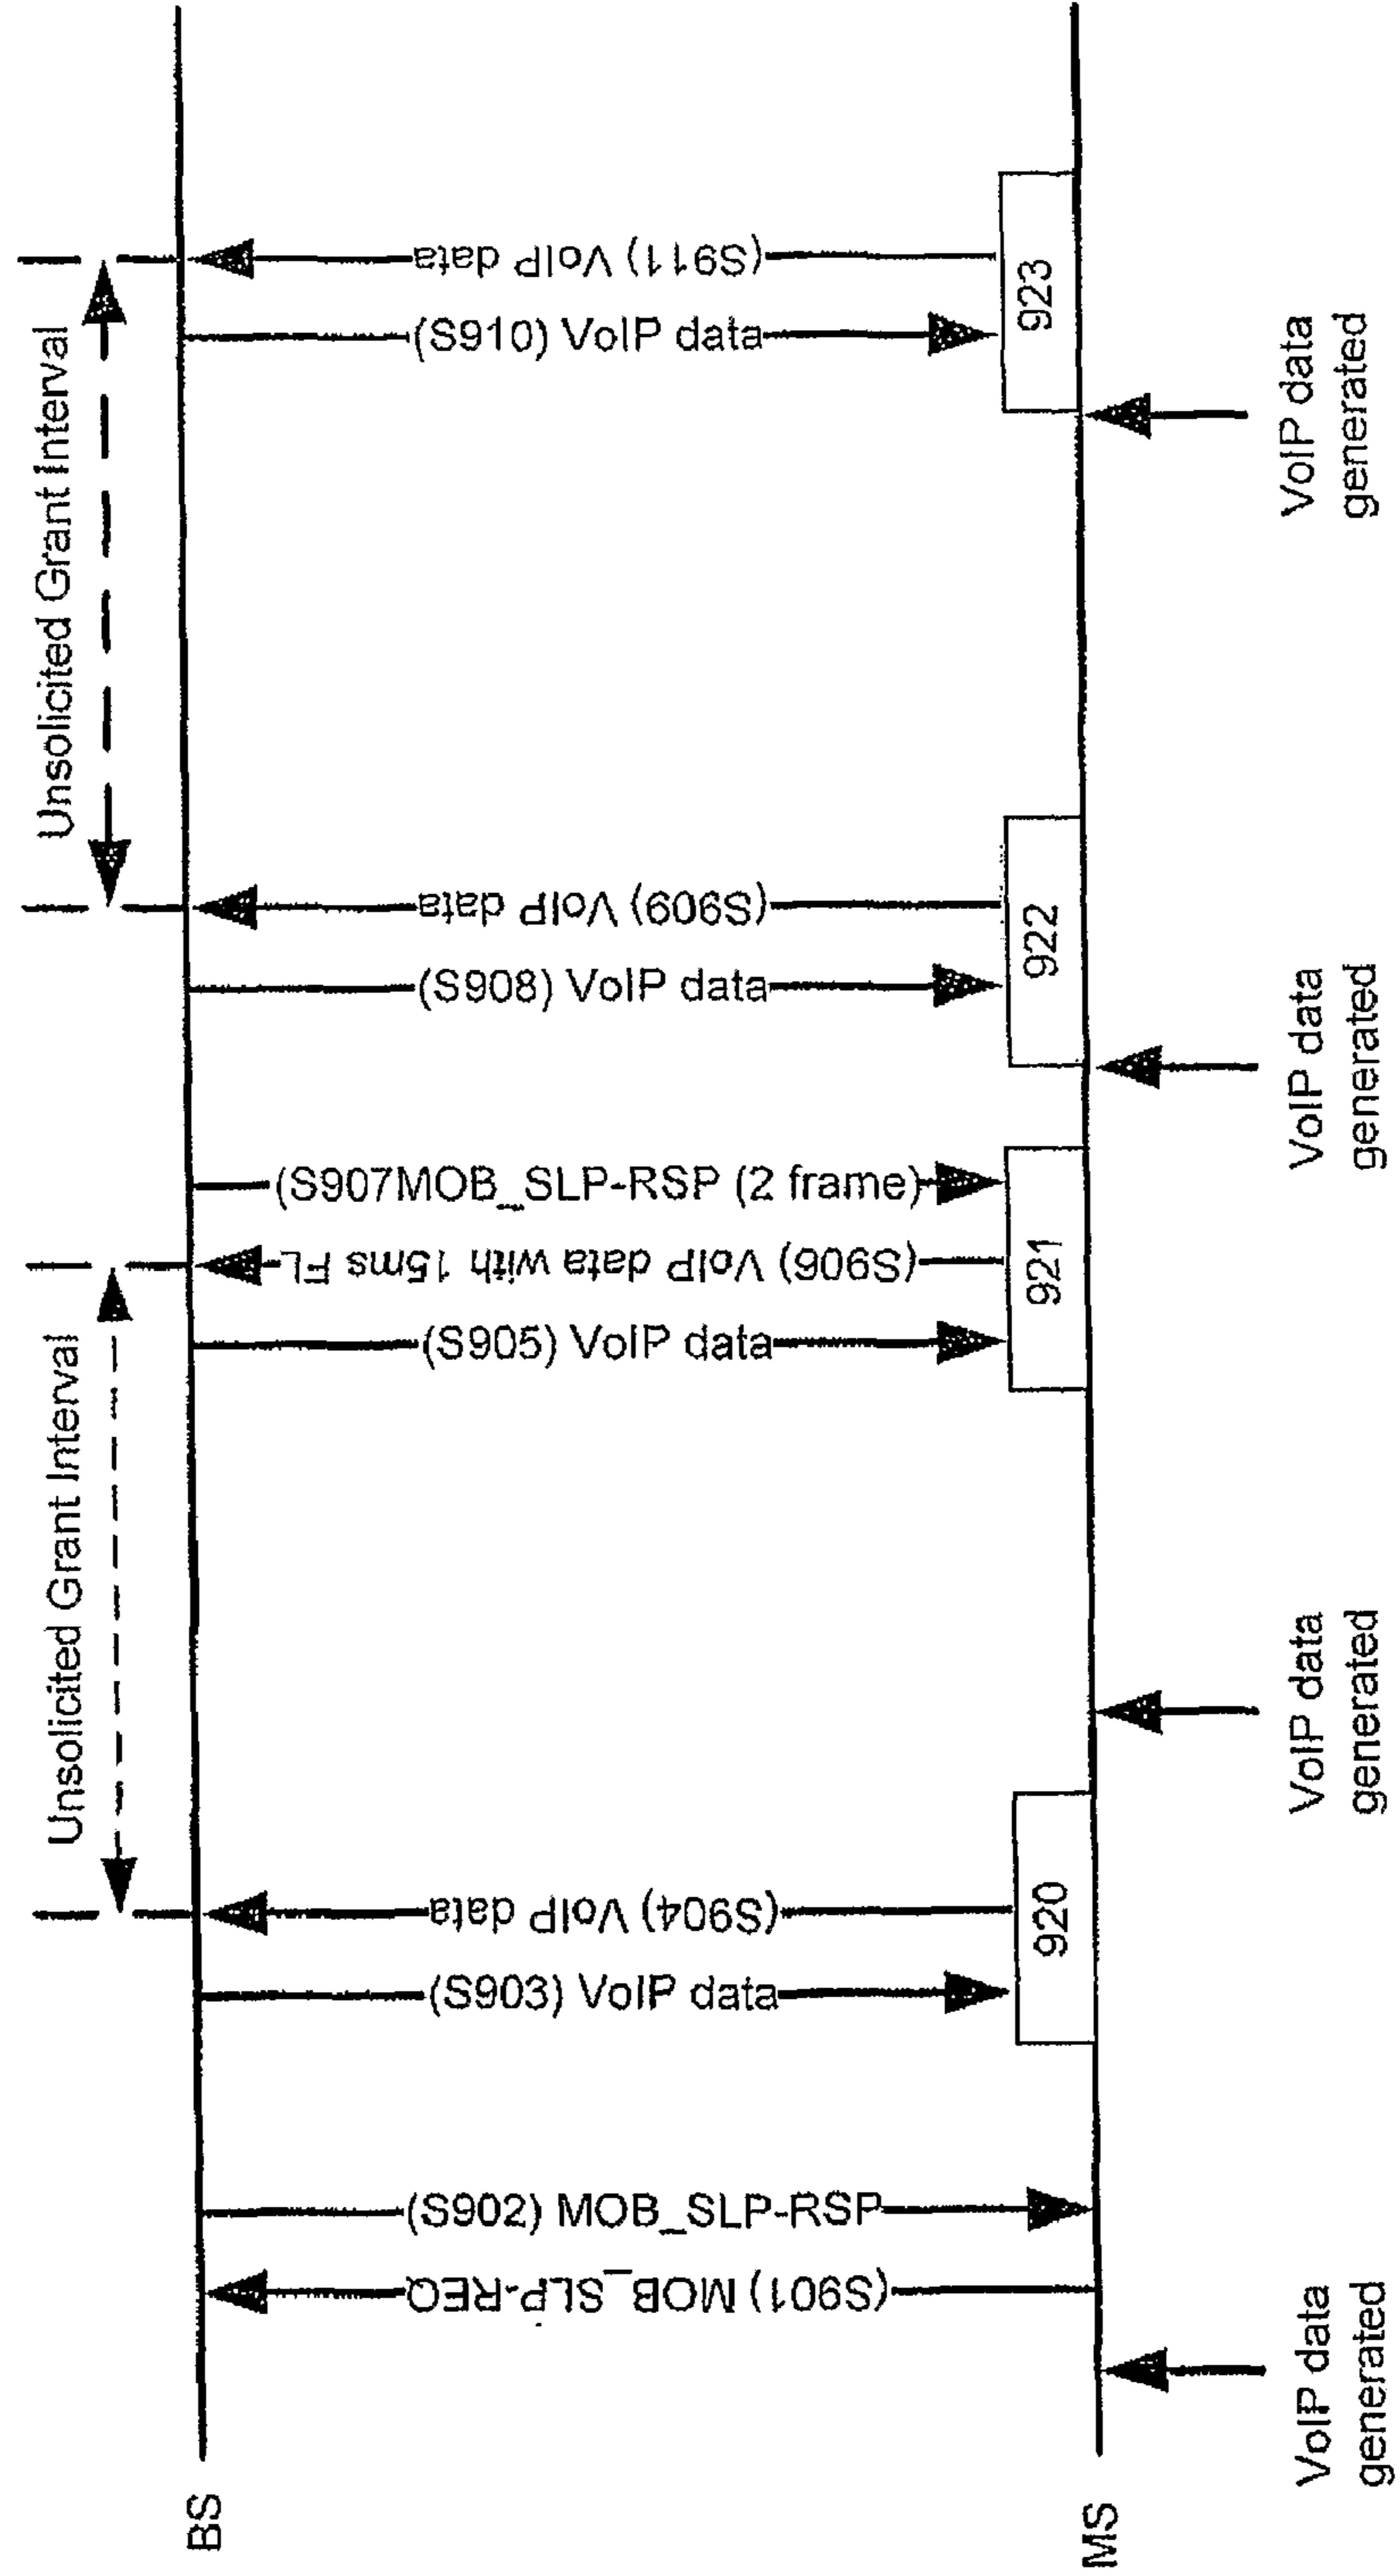 BS
MS
Unsolicited Grant Interval
Unsolicited Grant Interval
(S901) MOB_SLP-REQ
(S902) MOB_SLP-RSP
(S903) VoIP data
(S904) VoIP data
(S905) VoIP data
(S906) VoIP data with 15ms FL
(S907MOB_SLP-RSP (2 frame)
(S908) VoIP data
(S909) VoIP data
(S910) VoIP data
(S911) VoIP data
920
921
922
923
VoIP data
generated
VoIP data
generated
VoIP data
generated
VoIP data
generated